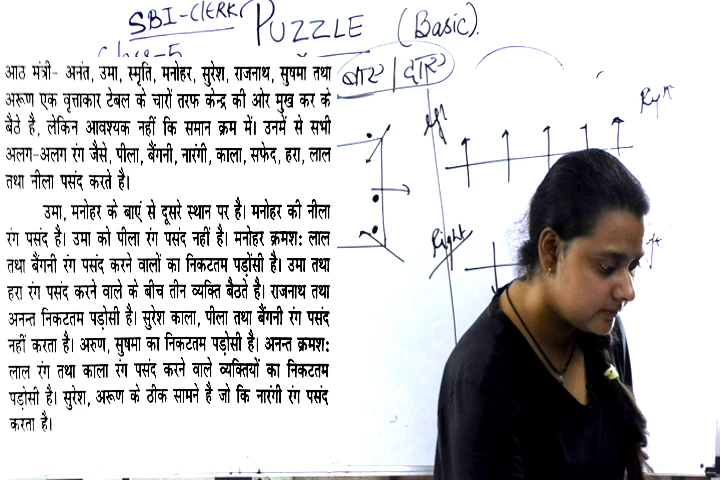 SBI-CLERK PUZZLE (Basic).
आठ मंत्री- अनंत, उमा, स्मृति, मनोहर, सुरेश, राजनाथ, सुषमा तथा
अरूण एक वृत्ताकार टेबल के चारों तरफ केन्द्र की ओर मुख कर के
बैठे है, लेकिन आवश्यक नहीं कि समान क्रम में। उनमें से सभी
अलग-अलग रंग जैसे, पीला, बैंगनी, नारंगी, काला, सफेद, हरा, लाल
तथा नीला पसंद करते है।
उमा, मनोहर के बाएं से दूसरे स्थान पर है। मनोहर की नीला
रंग पसंद है। उमा को पीला रंग पसंद नहीं है। मनोहर क्रमश: लाल
तथा बैंगनी रंग पसंद करने वालों का निकटतम पड़ोंसी है। उमा तथा
हरा रंग पसंद करने वाले के बीच तीन व्यक्ति बैठते है। राजनाथ तथा
अनन्त निकटतम पड़ोसी है। सुरेश काला, पीला तथा बैंगनी रंग पसंद
नहीं करता है। अरुण, सुषमा का निकटतम पड़ोसी है। अनन्त क्रमश:
लाल रंग तथा काला रंग पसंद करने वाले व्यक्तियों का निकटतम
पड़ोसी है। सुरेश, अरूण के ठीक सामने है जो कि नारंगी रंग पसंद
करता है।
Right
Right